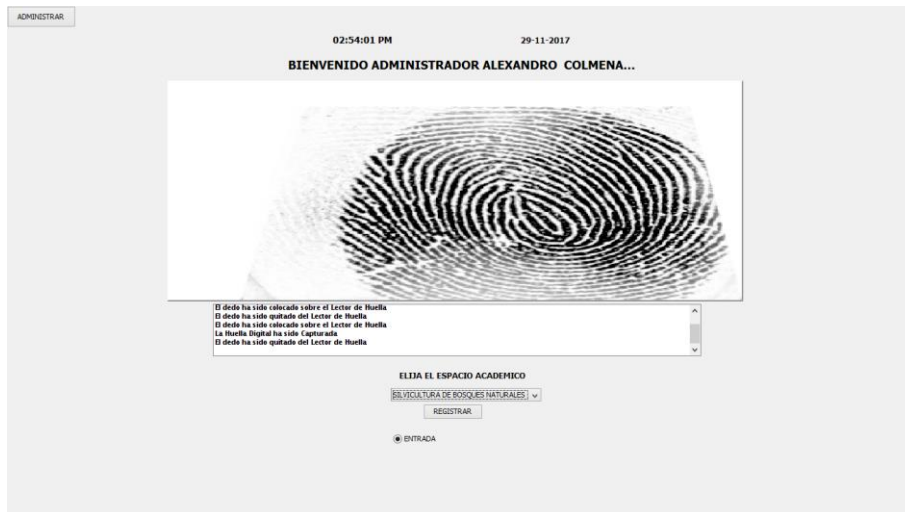 ADMINISTRAR
02:54:01 PM 29-11-2017
BIENVENIDO ADMINISTRADOR ALEXANDRO COLMENA...
El dedo ha sido colocado sobre el Lector de Huella
El dedo ha sido quitado del Lector de Huella
El dedo ha sido colocado sobre el Lector de Huella
La Huella Digital ha sido Capturada
El dedo ha sido quitado del Lector de Huella
ELIJA EL ESPACIO ACADEMICO
SILVICULTURA DE BOSQUES NATURALES
REGISTRAR
ENTRADA